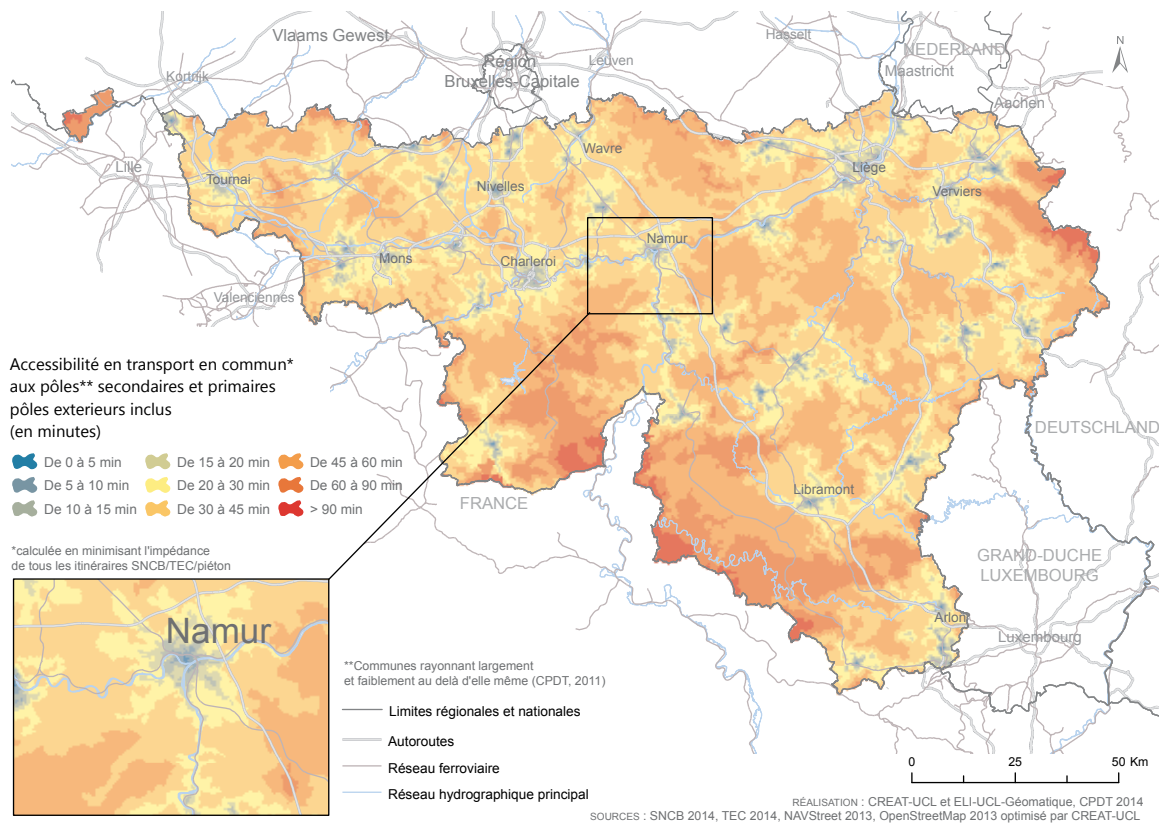 Vlaams Gewest
Hasselt
NEDERLAND
N
Région
Bruxelles-Capitale
Leuven
Kortrijk
Maastricht
Aachen
Lille
Wavre
Liège
Tournai
Nivelles
Verviers
Namur
Mons
Charleroi
Valenciennes
Accessibilité en transport en commun*
aux pôles** secondaires et primaires
pôles exterieurs inclus
(en minutes)
De 0 à 5 min
De 15 à 20 min
De 45 à 60 min
De 5 à 10 min
De 20 à 30 min
De 60 à 90 min
De 10 à 15 min
De 30 à 45 min
> 90 min
DEUTSCHLAND
Libramont
FRANCE
*calculée en minimisant l'impédance
de tous les itinéraires SNCB/TEC/piéton
GRAND-DUCHE
LUXEMBOURG
Arlon
Luxembourg
Namur
**Communes rayonnant largement
et faiblement au delà d'elle même (CPDT, 2011)
Limites régionales et nationales
Autoroutes
Réseau ferroviaire
Réseau hydrographique principal
0 25 50 Km
RÉALISATION : CREAT-UCL et ELI-UCL-Géomatique, CPDT 2014
SOURCES : SNCB 2014, TEC 2014, NAVStreet 2013, OpenStreetMap 2013 optimisé par CREAT-UCL